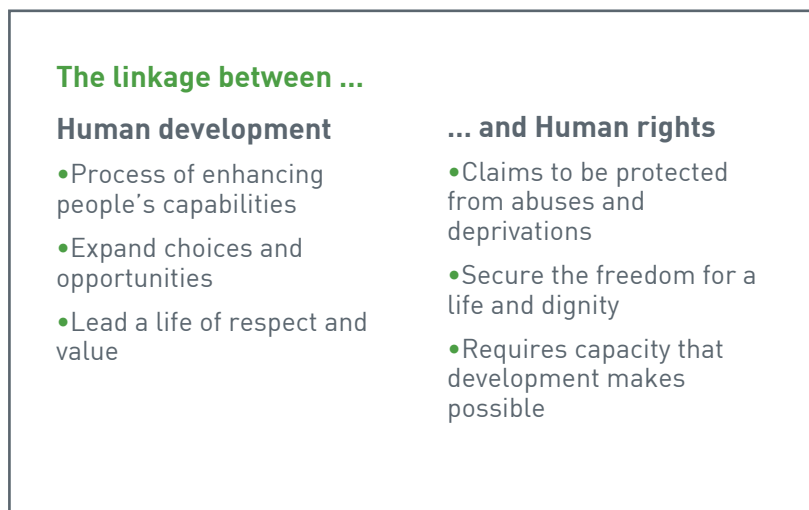 The linkage between ...
Human development
•Process of enhancing
people’s capabilities
•Expand choices and
opportunities
•Lead a life of respect and
value
... and Human rights
•Claims to be protected
from abuses and
deprivations
•Secure the freedom for a
life and dignity
•Requires capacity that
development makes
possible